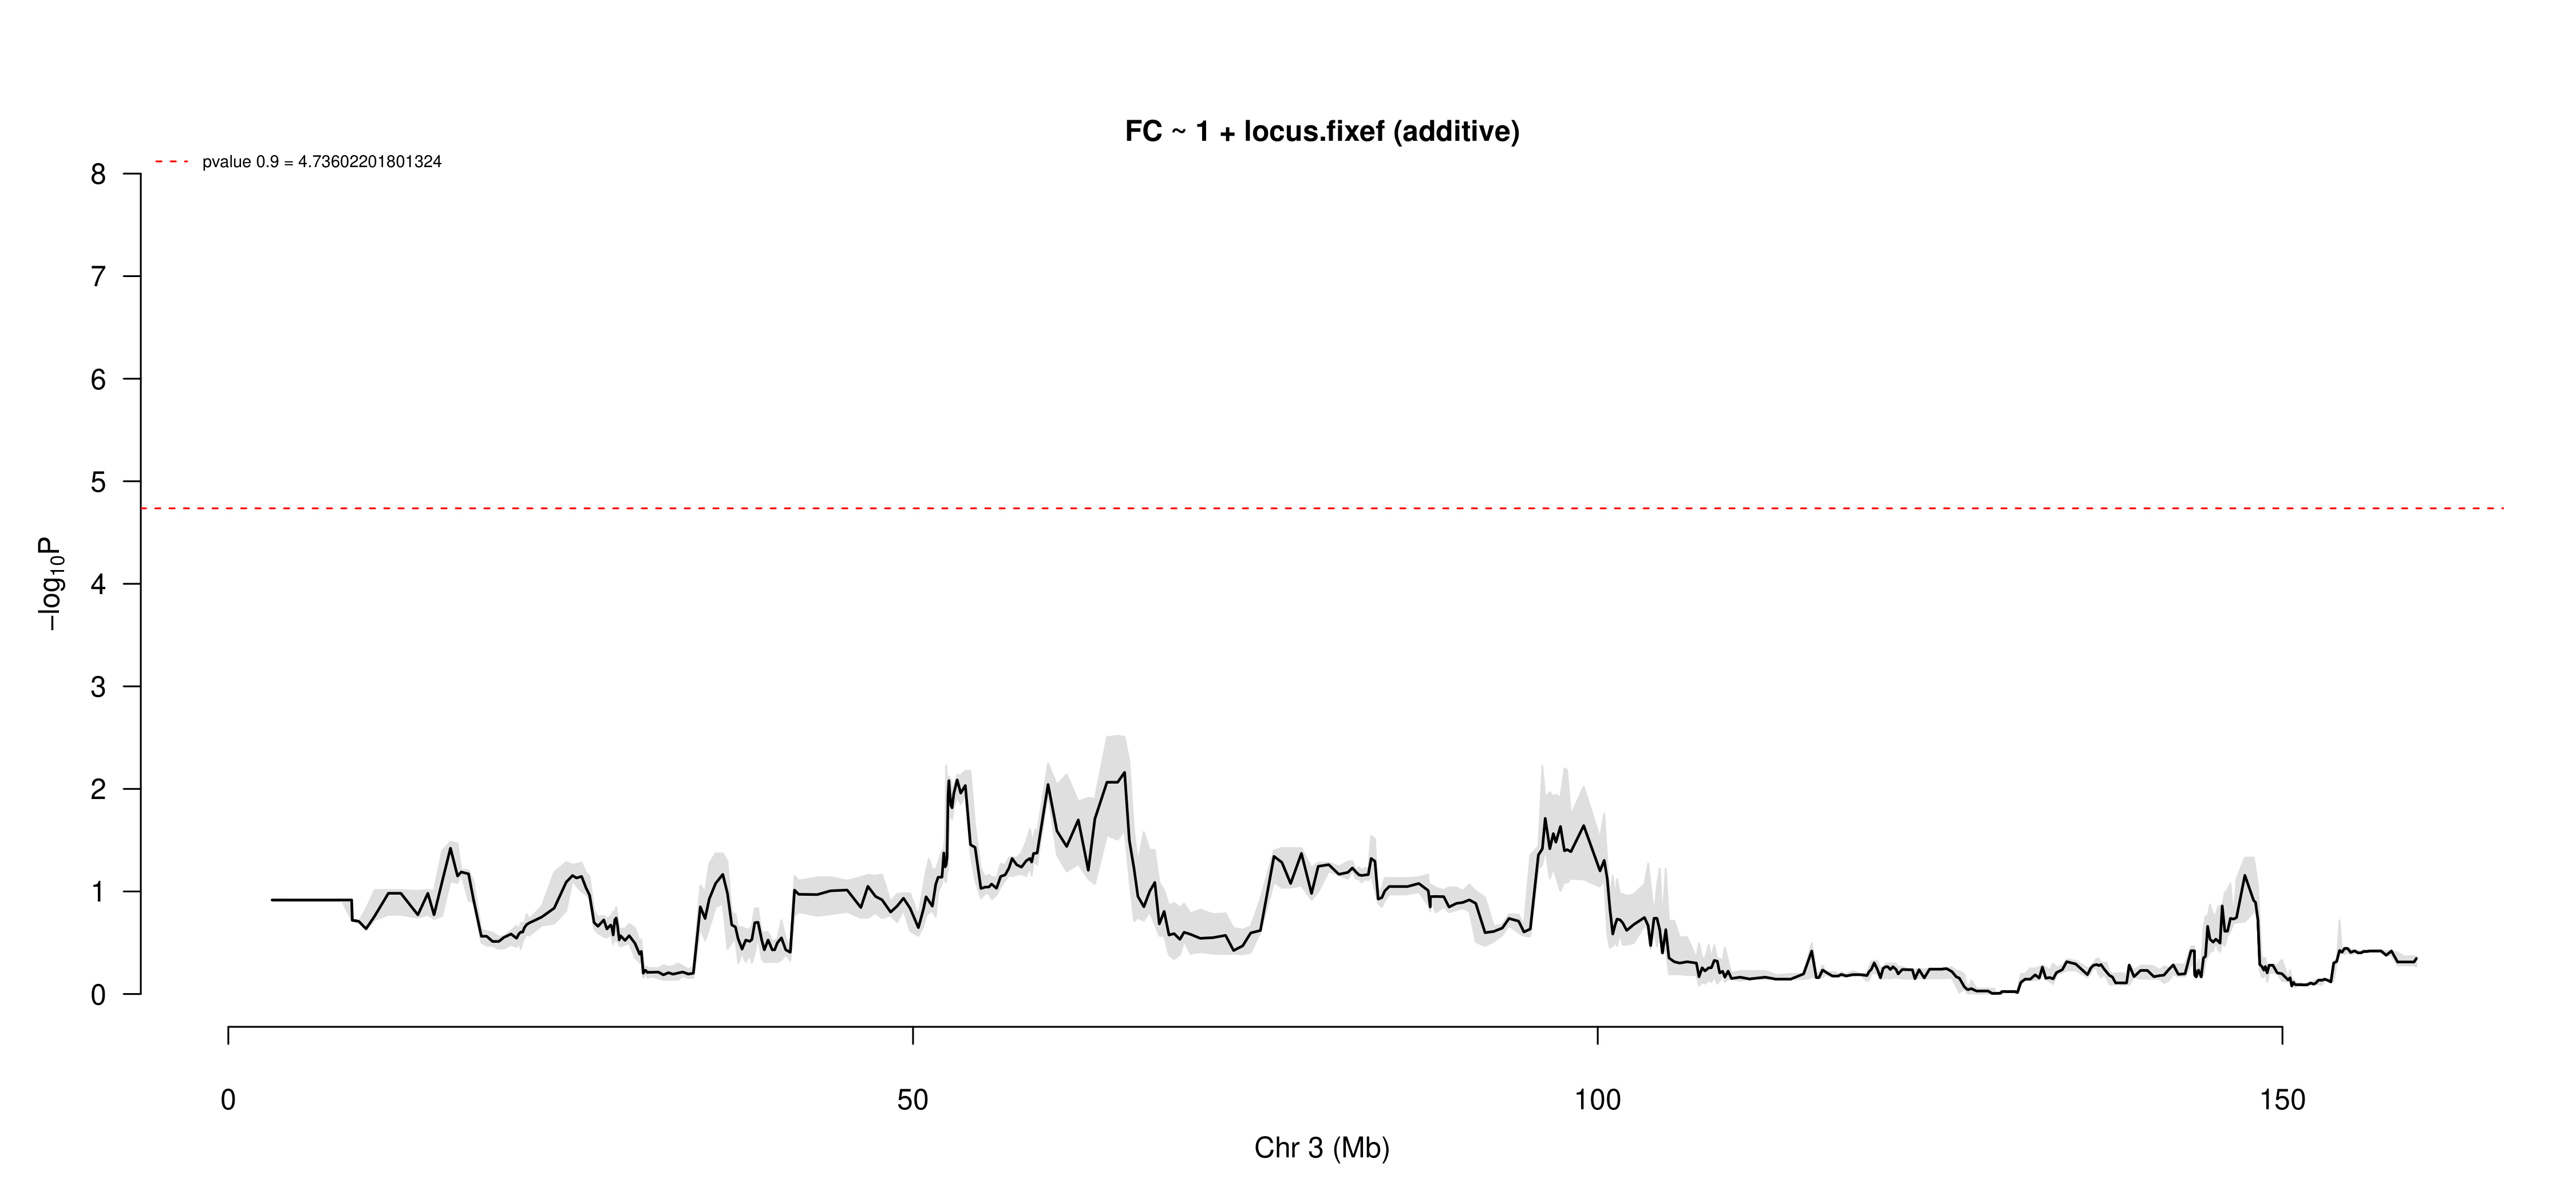 FC ~ 1 + locus.fixef (additive)
pvalue 0.9 = 4.73602201801324
8
7
6
5
4
3
2
1
0
−log10P
0 50 100 150
Chr 3 (Mb)